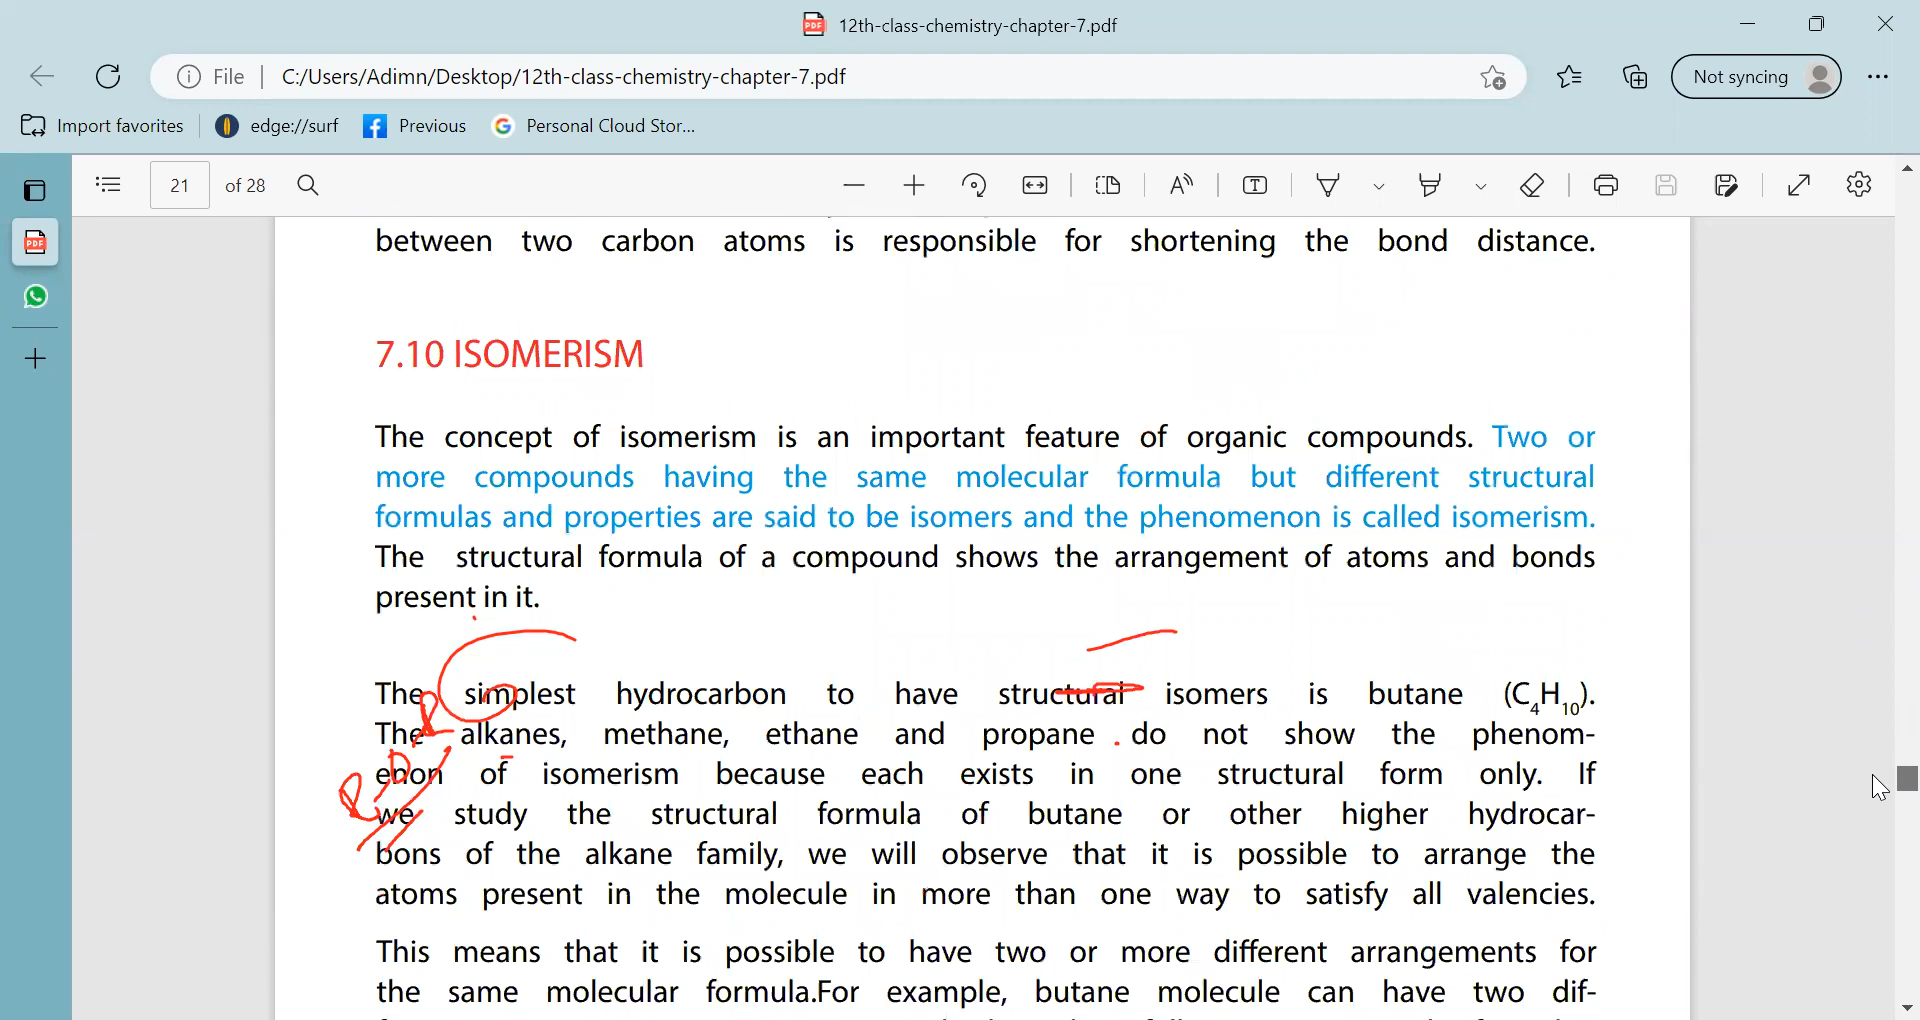 12th-class-chemistry-chapter-7.pdf
File C:/Users/Adimn/Desktop/12th-class-chemistry-chapter-7.pdf
Not syncing
Import favorites edge://surf Previous Personal Cloud Stor...
21 of 28
between two carbon atoms is responsible for shortening the bond distance.
7.10 ISOMERISM
The concept of isomerism is an important feature of organic compounds. Two or
more compounds having the same molecular formula but different structural
formulas and properties are said to be isomers and the phenomenon is called isomerism.
The structural formula of a compound shows the arrangement of atoms and bonds
present in it.
The simplest hydrocarbon to have structural isomers is butane (C₄H₁₀).
The alkanes, methane, ethane and propane do not show the phenom-
enon of isomerism because each exists in one structural form only. If
we study the structural formula of butane or other higher hydrocar-
bons of the alkane family, we will observe that it is possible to arrange the
atoms present in the molecule in more than one way to satisfy all valencies.
This means that it is possible to have two or more different arrangements for
the same molecular formula.For example, butane molecule can have two dif-